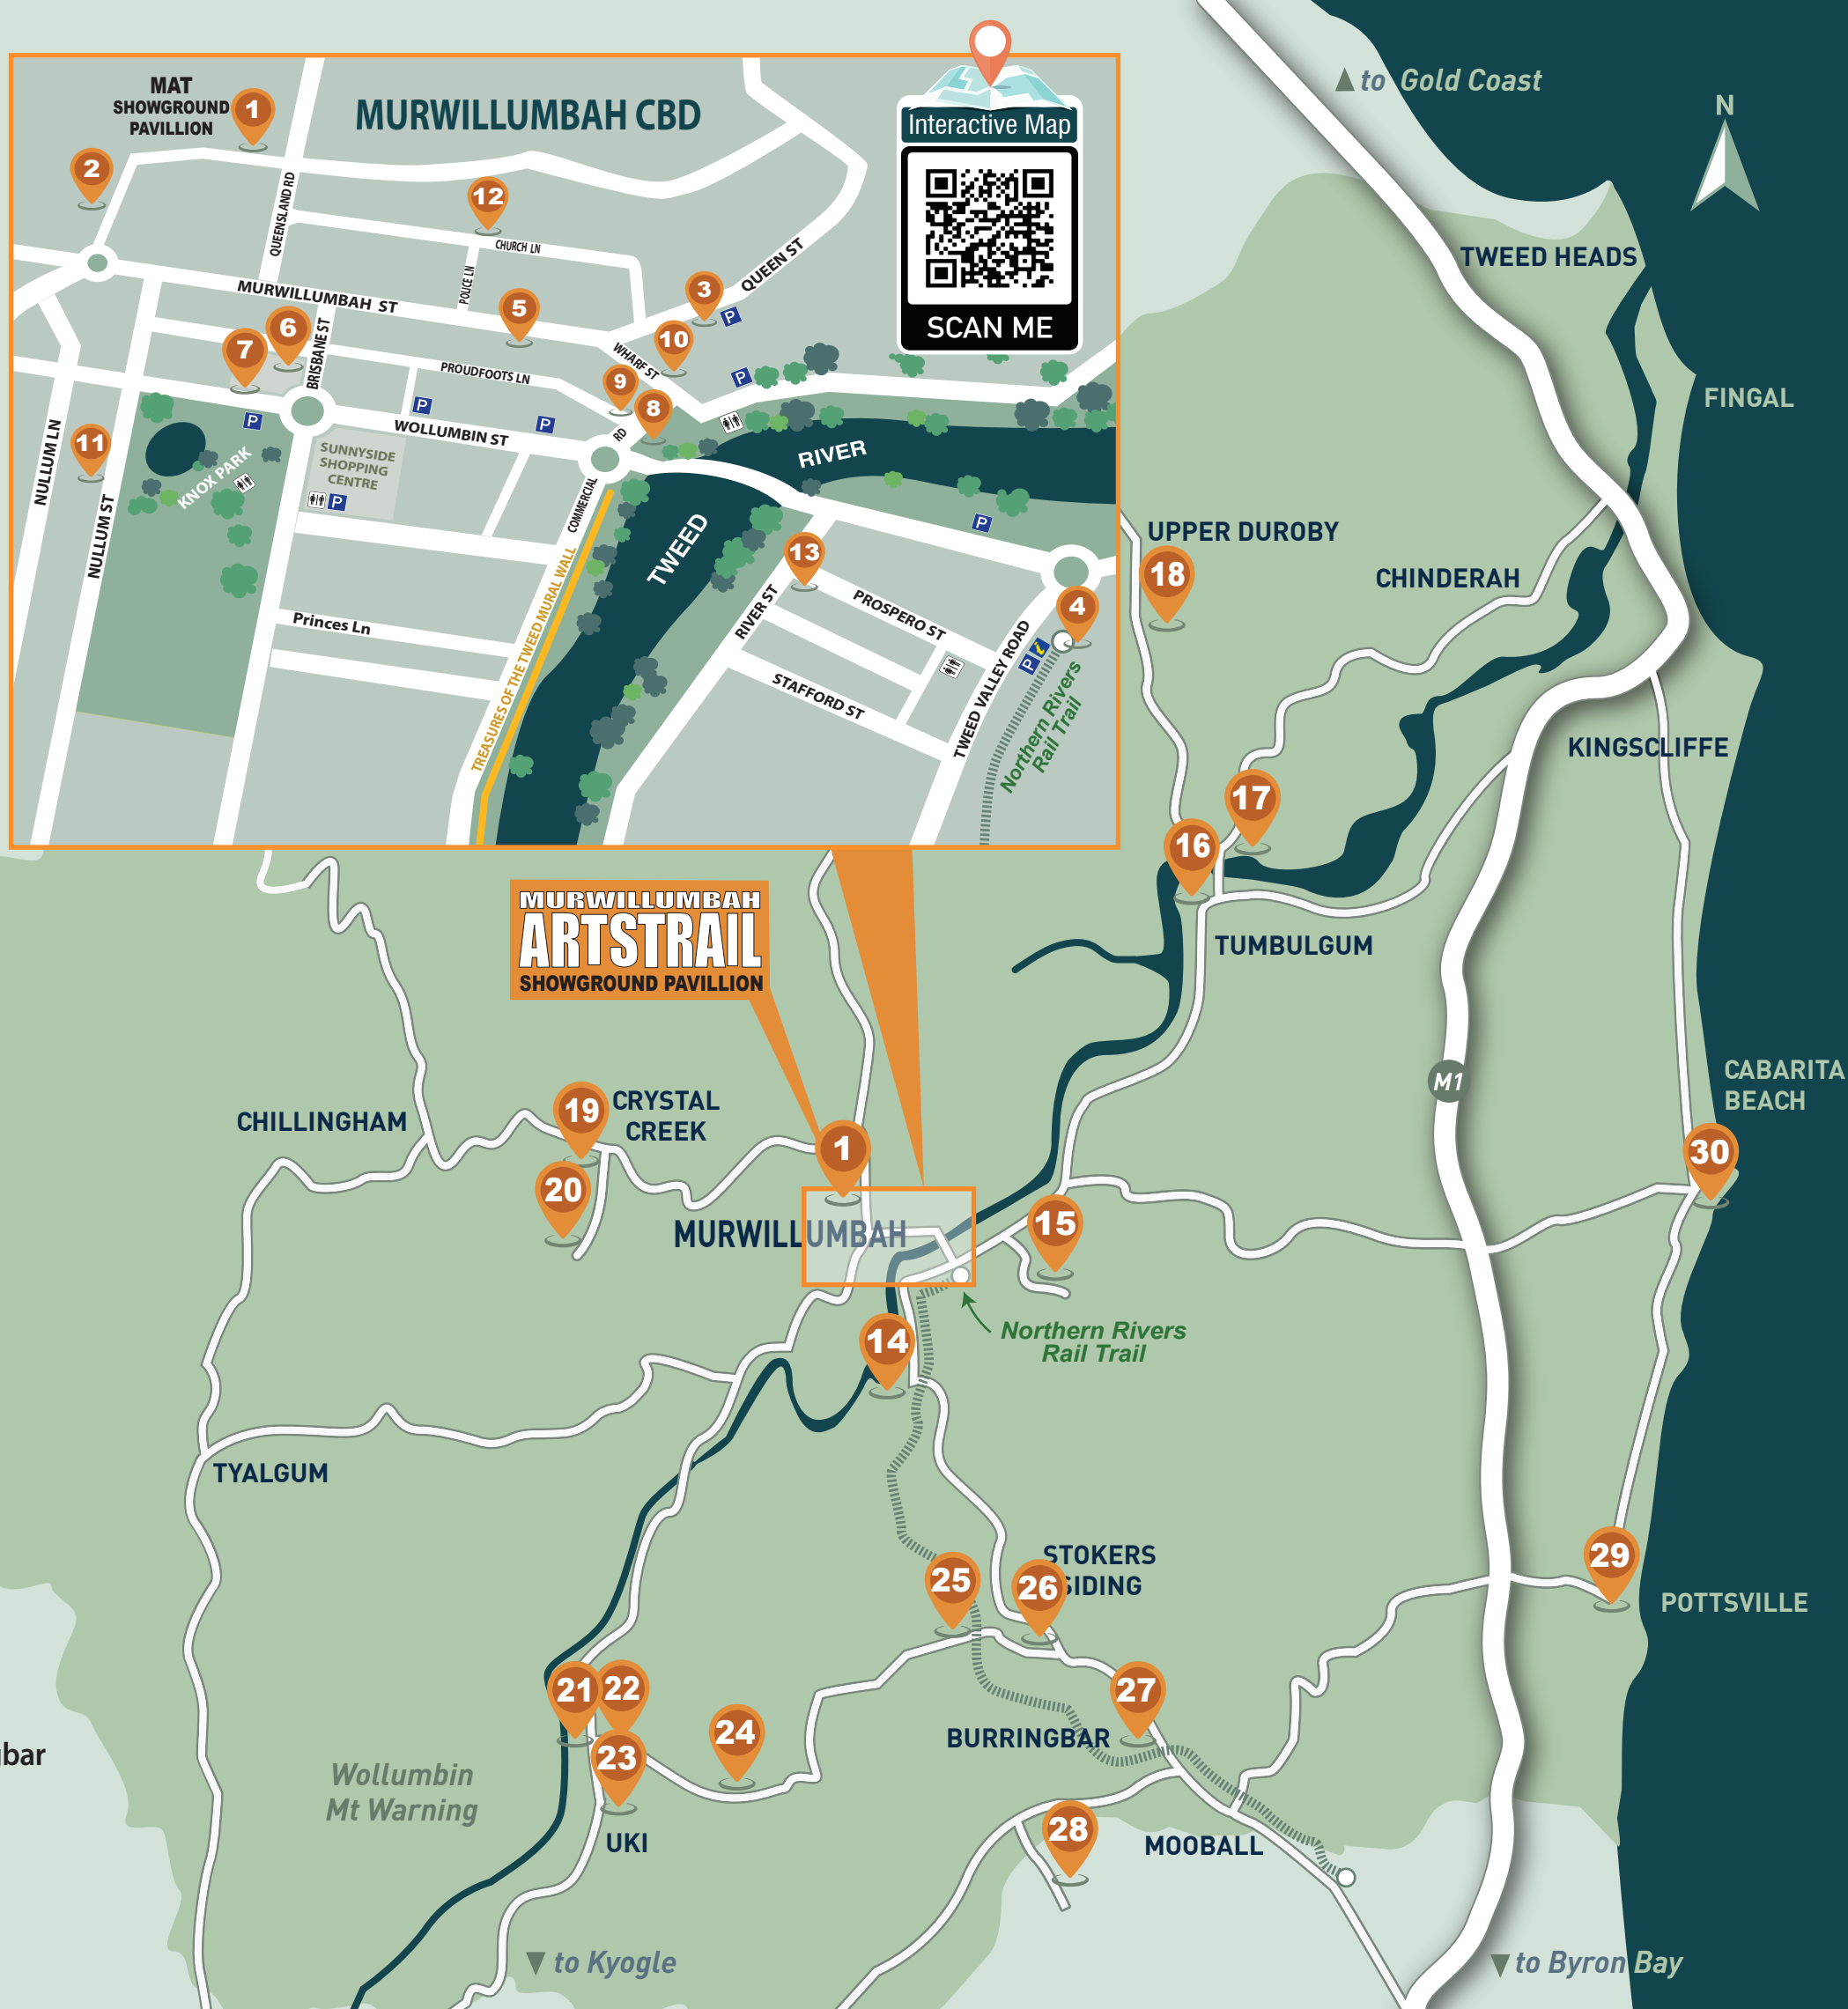 to Gold Coast
N
MAT
SHOWGROUND
PAVILLION
1
MURWILLUMBAH CBD
Interactive Map
SCAN ME
2
12
QUEENSLAND RD
CHURCH LN
POLICE LN
QUEEN ST
MURWILLUMBAH ST
3
P
5
6
7
10
BRISBANE ST
WHARF ST
PROUDFOOTS LN
9
8
P
P
P
P
WOLLUMBIN ST
RD
11
NULLUM LN
NULLUM ST
KNOX PARK
SUNNYSIDE
SHOPPING
CENTRE
P
COMMERCIAL
RIVER
TWEED
P
13
TREASURES OF THE TWEED MURAL WALL
Princes Ln
RIVER ST
PROSPERO ST
4
P
STAFFORD ST
TWEED VALLEY ROAD
Northern Rivers
Rail Trail
TWEED HEADS
FINGAL
UPPER DUROBY
18
CHINDERAH
KINGSCLIFFE
17
16
TUMBULGUM
MURWILLUMBAH
ARTSTRAIL
SHOWGROUND PAVILLION
M1
CABARITA
BEACH
CHILLINGHAM
19
CRYSTAL
CREEK
20
1
30
MURWILLUMBAH
15
14
Northern Rivers
Rail Trail
TYALGUM
STOKERS
SIDING
25
26
29
POTTSVILLE
21
22
27
24
BURRINGBAR
23
gbar
Wollumbin
Mt Warning
28
UKI
MOOBALL
to Kyogle
to Byron Bay